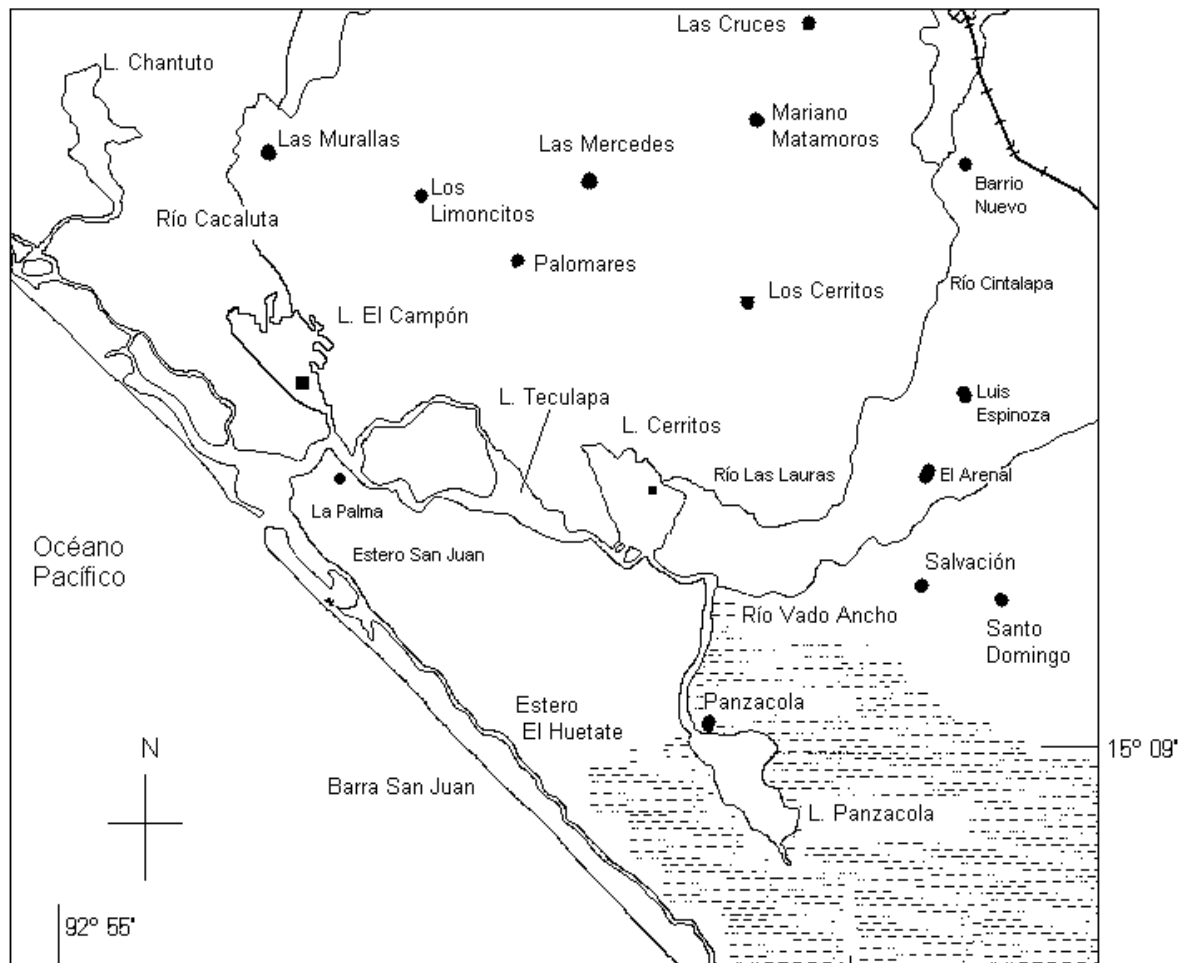 Las Cruces
L. Chantuto
Mariano
Matamoros
Las Murallas
Las Mercedes
Barrio
Nuevo
Los
Limoncitos
Río Cacaluta
Palomares
Río Cintalapa
Los Cerritos
L. El Campón
L. Teculapa
Luis
Espinoza
L. Cerritos
Río Las Lauras
El Arenal
La Palma
Océano
Pacífico
Estero San Juan
Salvación
Río Vado Ancho
Santo
Domingo
Panzacola
Estero
El Huetate
N
15° 09'
Barra San Juan
L. Panzacola
92° 55'